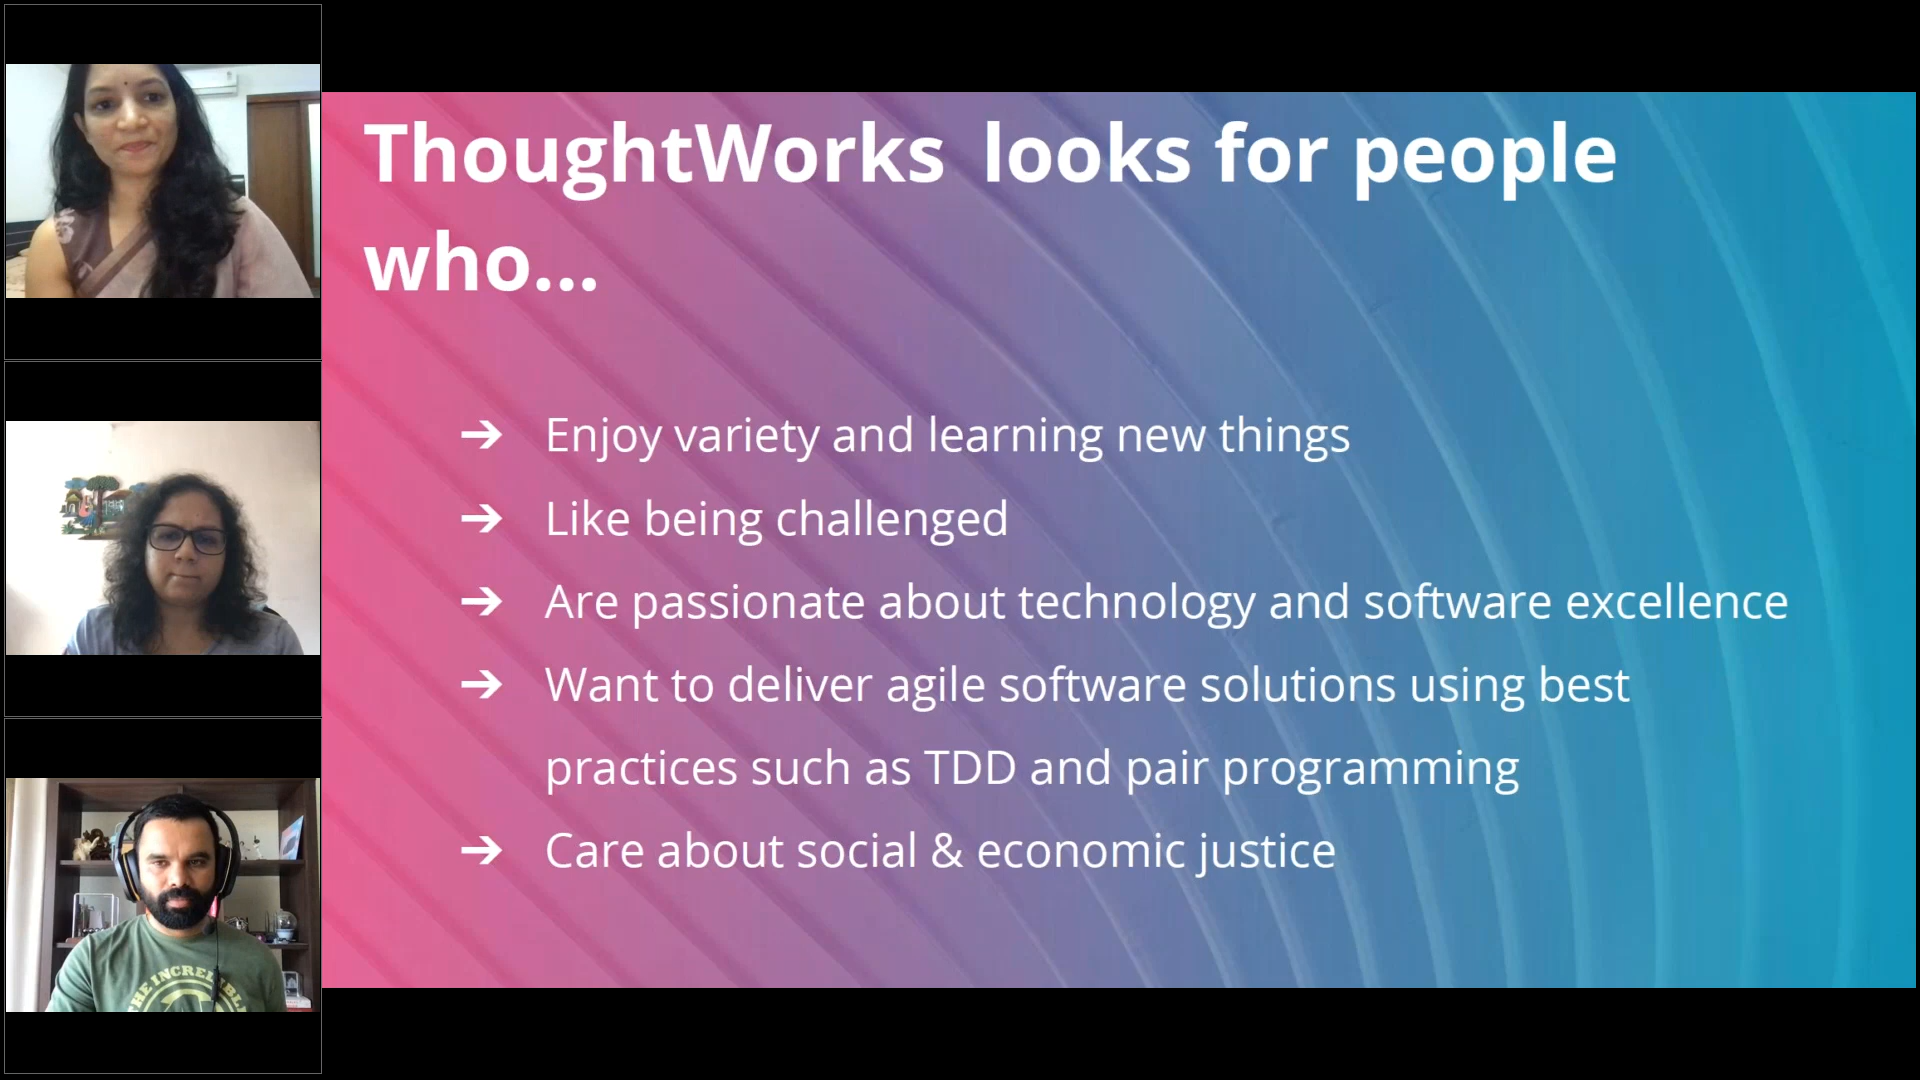 ThoughtWorks looks for people
who...
➔ Enjoy variety and learning new things
➔ Like being challenged
➔ Are passionate about technology and software excellence
➔ Want to deliver agile software solutions using best
practices such as TDD and pair programming
➔ Care about social & economic justice
THE INCREDIBLE